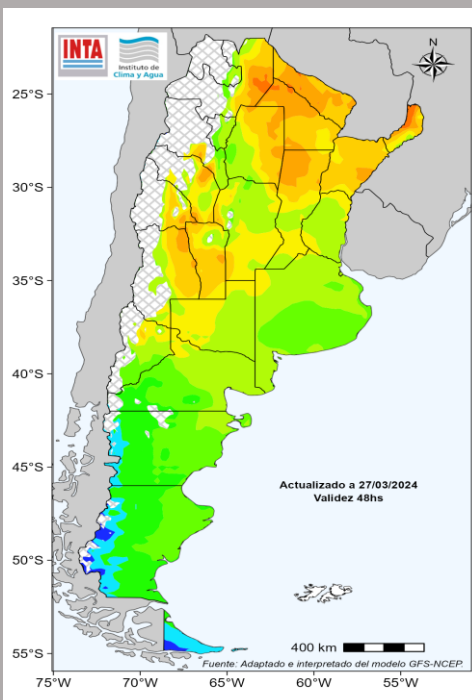 INTA
Instituto de
Clima y Agua
N
25°S
30°S
35°S
40°S
45°S
50°S
55°S
Actualizado a 27/03/2024
Validez 48hs
400 km
Fuente: Adaptado e interpretado del modelo GFS-NCEP.
75°W
70°W
65°W
60°W
55°W